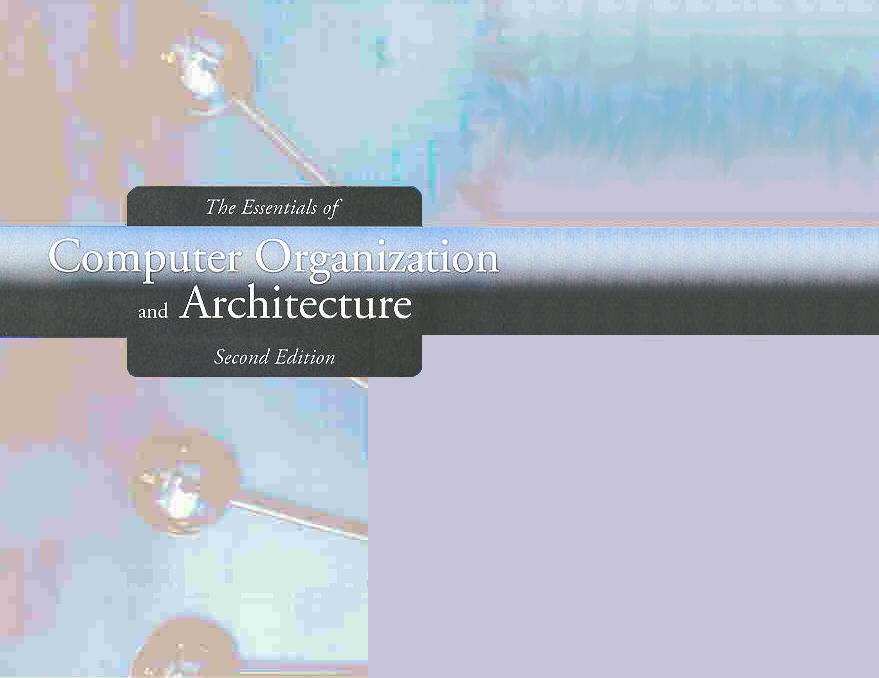 The Essentials of
Computer Organization
and Architecture
Second Edition